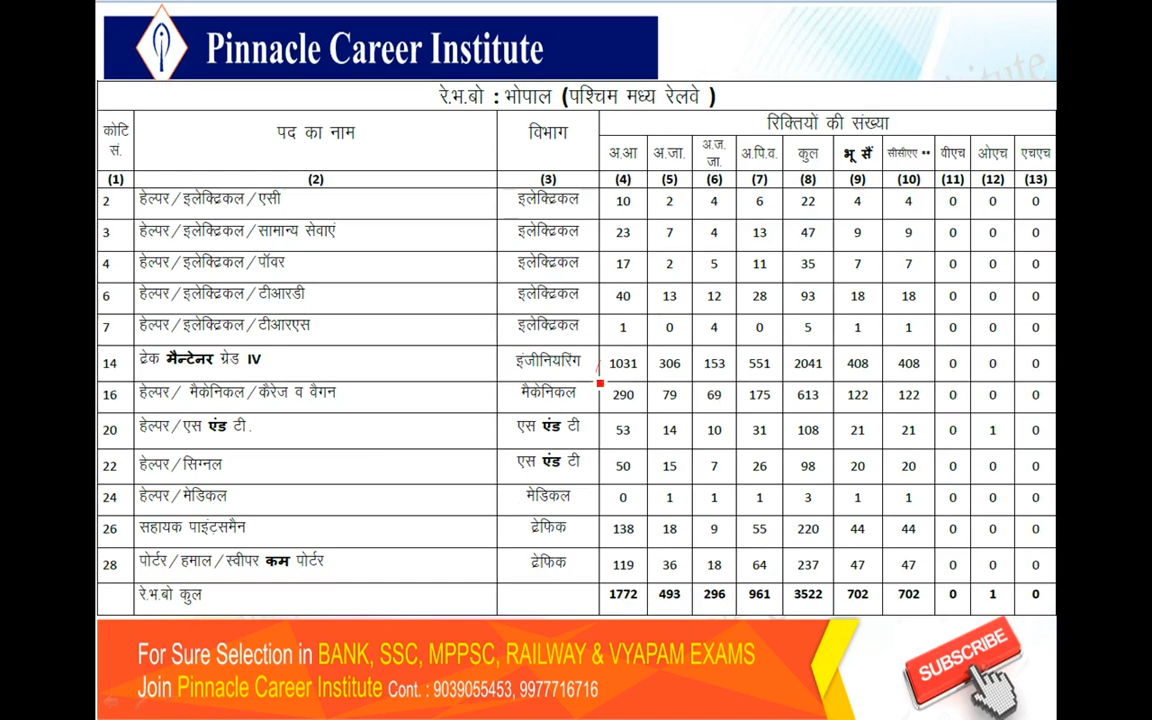 Pinnacle Career Institute
रे.भ.बो : भोपाल (पश्चिम मध्य रेलवे )
कोटि सं. पद का नाम विभाग रिक्तियों की संख्या
अ.आ अ.जा. अ.ज.जा. अ.पि.व. कुल भू सैं सीसीएए ** वीएच ओएच एचएच
(1) (2) (3) (4) (5) (6) (7) (8) (9) (10) (11) (12) (13)
2 हेल्पर/इलेक्ट्रिकल/एसी इलेक्ट्रिकल 10 2 4 6 22 4 4 0 0 0
3 हेल्पर/इलेक्ट्रिकल/सामान्य सेवाएं इलेक्ट्रिकल 23 7 4 13 47 9 9 0 0 0
4 हेल्पर/इलेक्ट्रिकल/पॉवर इलेक्ट्रिकल 17 2 5 11 35 7 7 0 0 0
6 हेल्पर/इलेक्ट्रिकल/टीआरडी इलेक्ट्रिकल 40 13 12 28 93 18 18 0 0 0
7 हेल्पर/इलेक्ट्रिकल/टीआरएस इलेक्ट्रिकल 1 0 4 0 5 1 1 0 0 0
14 ट्रेक मैन्टेनर ग्रेड IV इंजीनियरिंग 1031 306 153 551 2041 408 408 0 0 0
16 हेल्पर/ मैकेनिकल/कैरेज व वैगन मैकेनिकल 290 79 69 175 613 122 122 0 0 0
20 हेल्पर/एस एंड टी. एस एंड टी 53 14 10 31 108 21 21 0 1 0
22 हेल्पर/सिग्नल एस एंड टी 50 15 7 26 98 20 20 0 0 0
24 हेल्पर/मेडिकल मेडिकल 0 1 1 1 3 1 1 0 0 0
26 सहायक पाइंट्समैन ट्रेफिक 138 18 9 55 220 44 44 0 0 0
28 पोर्टर/हमाल/स्वीपर कम पोर्टर ट्रेफिक 119 36 18 64 237 47 47 0 0 0
रे.भ.बो कुल 1772 493 296 961 3522 702 702 0 1 0
For Sure Selection in BANK, SSC, MPPSC, RAILWAY & VYAPAM EXAMS
Join Pinnacle Career Institute Cont. : 9039055453, 9977716716
SUBSCRIBE